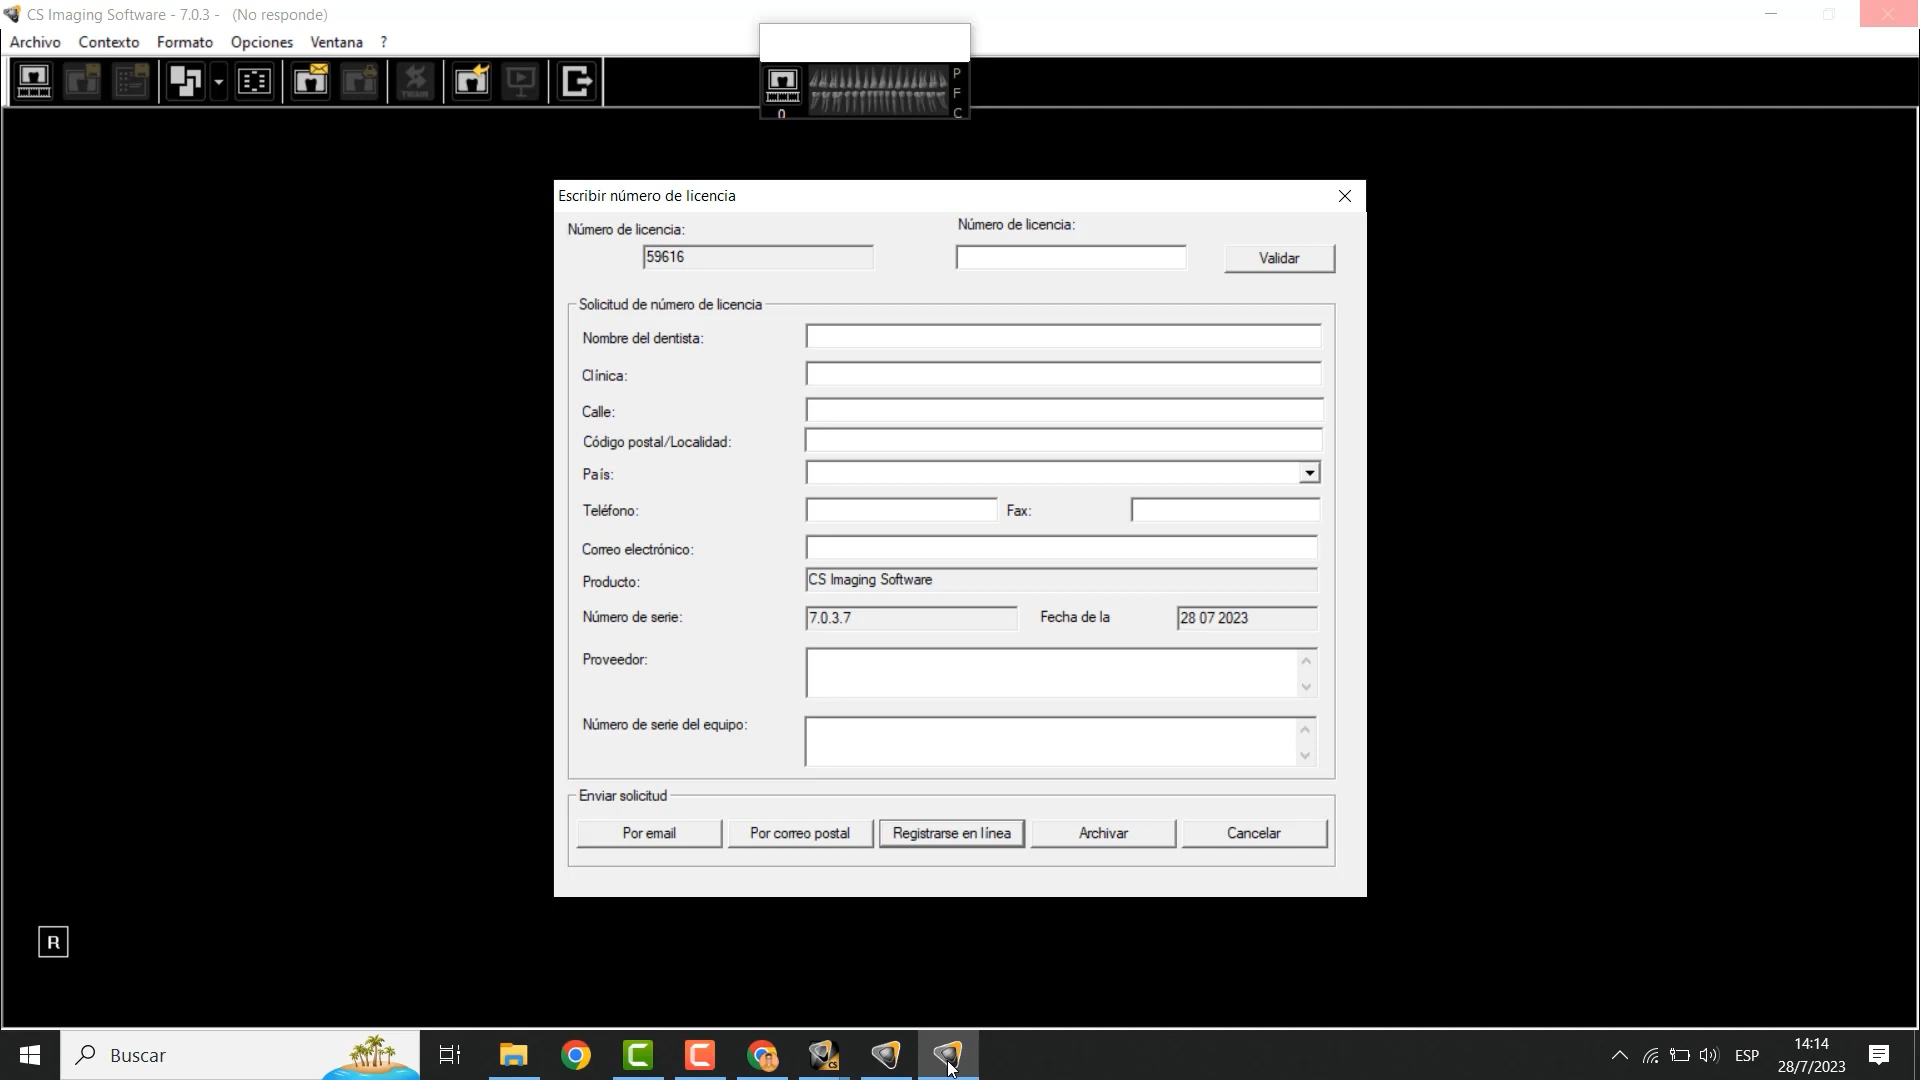 CS Imaging Software - 7.0.3 -   (No responde)
Archivo Contexto Formato Opciones Ventana ?
TWAIN
P
F
C
0
Escribir número de licencia
Número de licencia:
Número de licencia:
59616
Validar
Solicitud de número de licencia
Nombre del dentista:
Clínica:
Calle:
Código postal/Localidad:
País:
Teléfono:
Fax:
Correo electrónico:
Producto:
CS Imaging Software
Número de serie:
7.0.3.7
Fecha de la
28 07 2023
Proveedor:
Número de serie del equipo:
Enviar solicitud
Por email
Por correo postal
Registrarse en línea
Archivar
Cancelar
R
Buscar
CS
ESP
14:14
28/7/2023